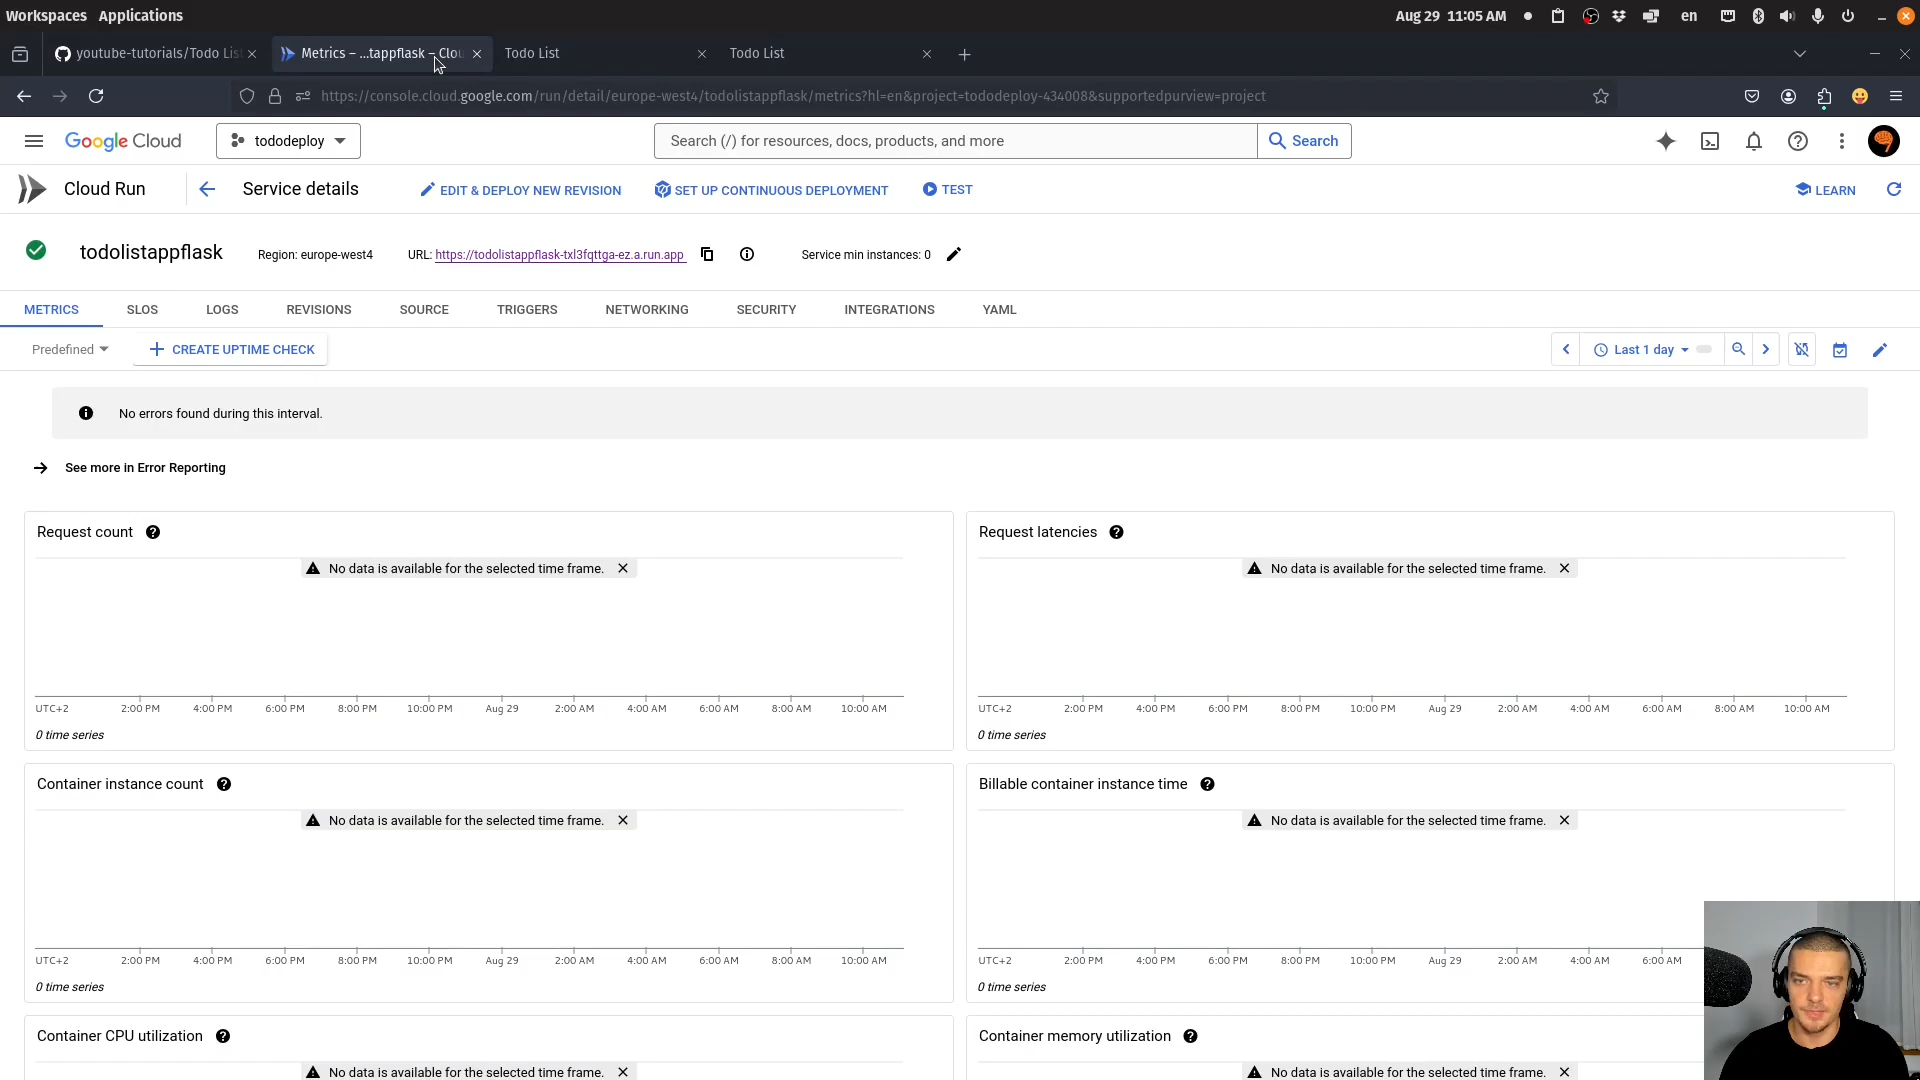 Workspaces Applications
Aug 29 11:05 AM
en
youtube-tutorials/Todo Lis
Metrics – ...tappflask – Clou
Todo List
Todo List
https://console.cloud.google.com/run/detail/europe-west4/todolistappflask/metrics?hl=en&project=tododeploy-434008&supportedpurview=project
Google Cloud
tododeploy
Search (/) for resources, docs, products, and more
Search
Cloud Run
Service details
EDIT & DEPLOY NEW REVISION
SET UP CONTINUOUS DEPLOYMENT
TEST
LEARN
todolistappflask
Region: europe-west4
URL: https://todolistappflask-txl3fqttga-ez.a.run.app
Service min instances: 0
METRICS
SLOS
LOGS
REVISIONS
SOURCE
TRIGGERS
NETWORKING
SECURITY
INTEGRATIONS
YAML
Predefined
CREATE UPTIME CHECK
Last 1 day
No errors found during this interval.
See more in Error Reporting
Request count
No data is available for the selected time frame.
UTC+2 2:00 PM 4:00 PM 6:00 PM 8:00 PM 10:00 PM Aug 29 2:00 AM 4:00 AM 6:00 AM 8:00 AM 10:00 AM
0 time series
Request latencies
No data is available for the selected time frame.
UTC+2 2:00 PM 4:00 PM 6:00 PM 8:00 PM 10:00 PM Aug 29 2:00 AM 4:00 AM 6:00 AM 8:00 AM 10:00 AM
0 time series
Container instance count
No data is available for the selected time frame.
UTC+2 2:00 PM 4:00 PM 6:00 PM 8:00 PM 10:00 PM Aug 29 2:00 AM 4:00 AM 6:00 AM 8:00 AM 10:00 AM
0 time series
Billable container instance time
No data is available for the selected time frame.
UTC+2 2:00 PM 4:00 PM 6:00 PM 8:00 PM 10:00 PM Aug 29 2:00 AM 4:00 AM 6:00 AM
0 time series
Container CPU utilization
No data is available for the selected time frame.
Container memory utilization
No data is available for the selected time frame.